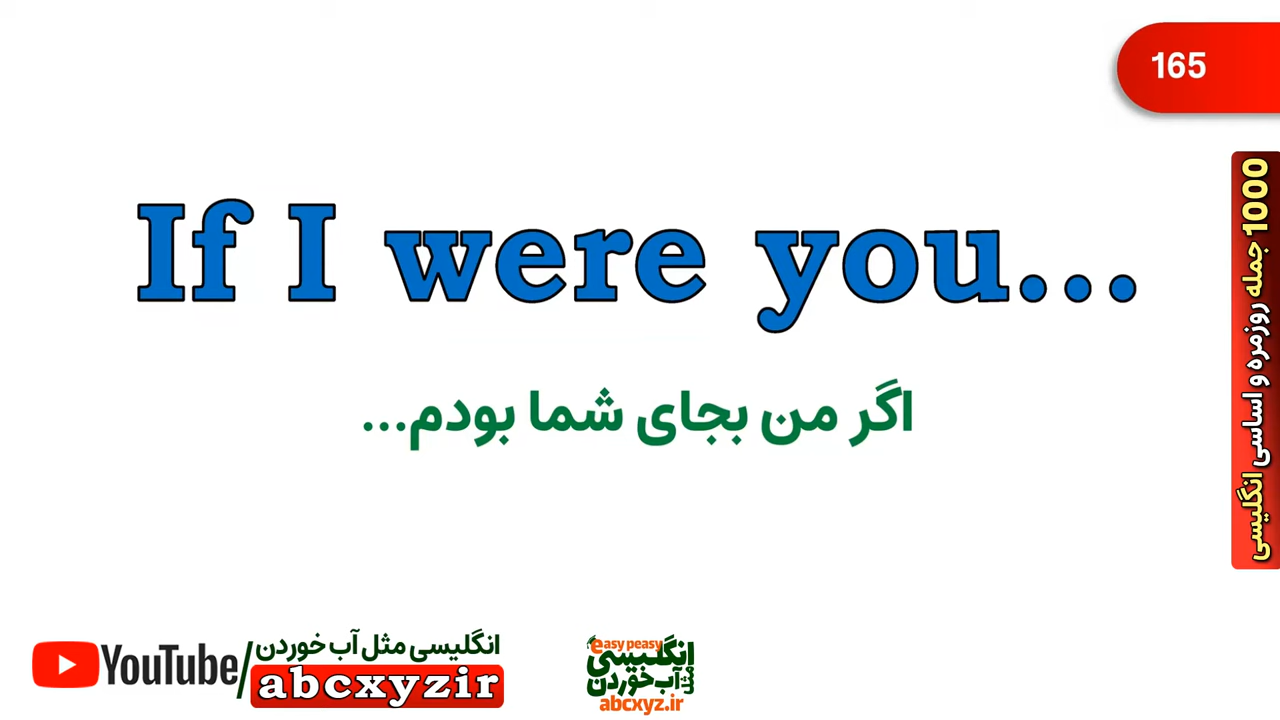 165
If I were you...
اگر من بجای شما بودم...
1000 جمله روزمره و اساسی انگلیسی
YouTube/
انگلیسی مثل آب خوردن
abcxyzir
easy peasy
انگلیسی
مثل آب خوردن
abcxyz.ir